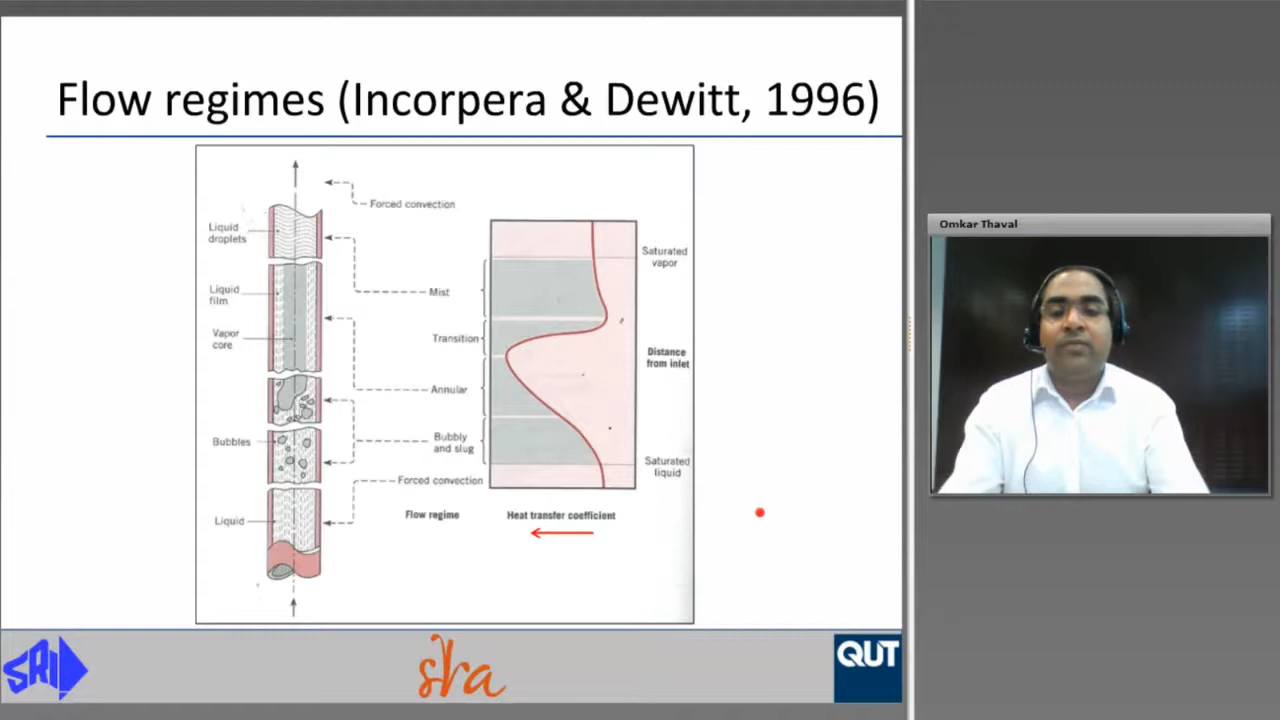 Flow regimes (Incorpera & Dewitt, 1996)
Omkar Thaval
Forced convection
Liquid
droplets
Liquid
film
Vapor
core
Bubbles
Liquid
Mist
Transition
Annular
Bubbly
and slug
Forced convection
Flow regime
Saturated
vapor
Distance
from inlet
Saturated
liquid
Heat transfer coefficient
SRI
sra
QUT